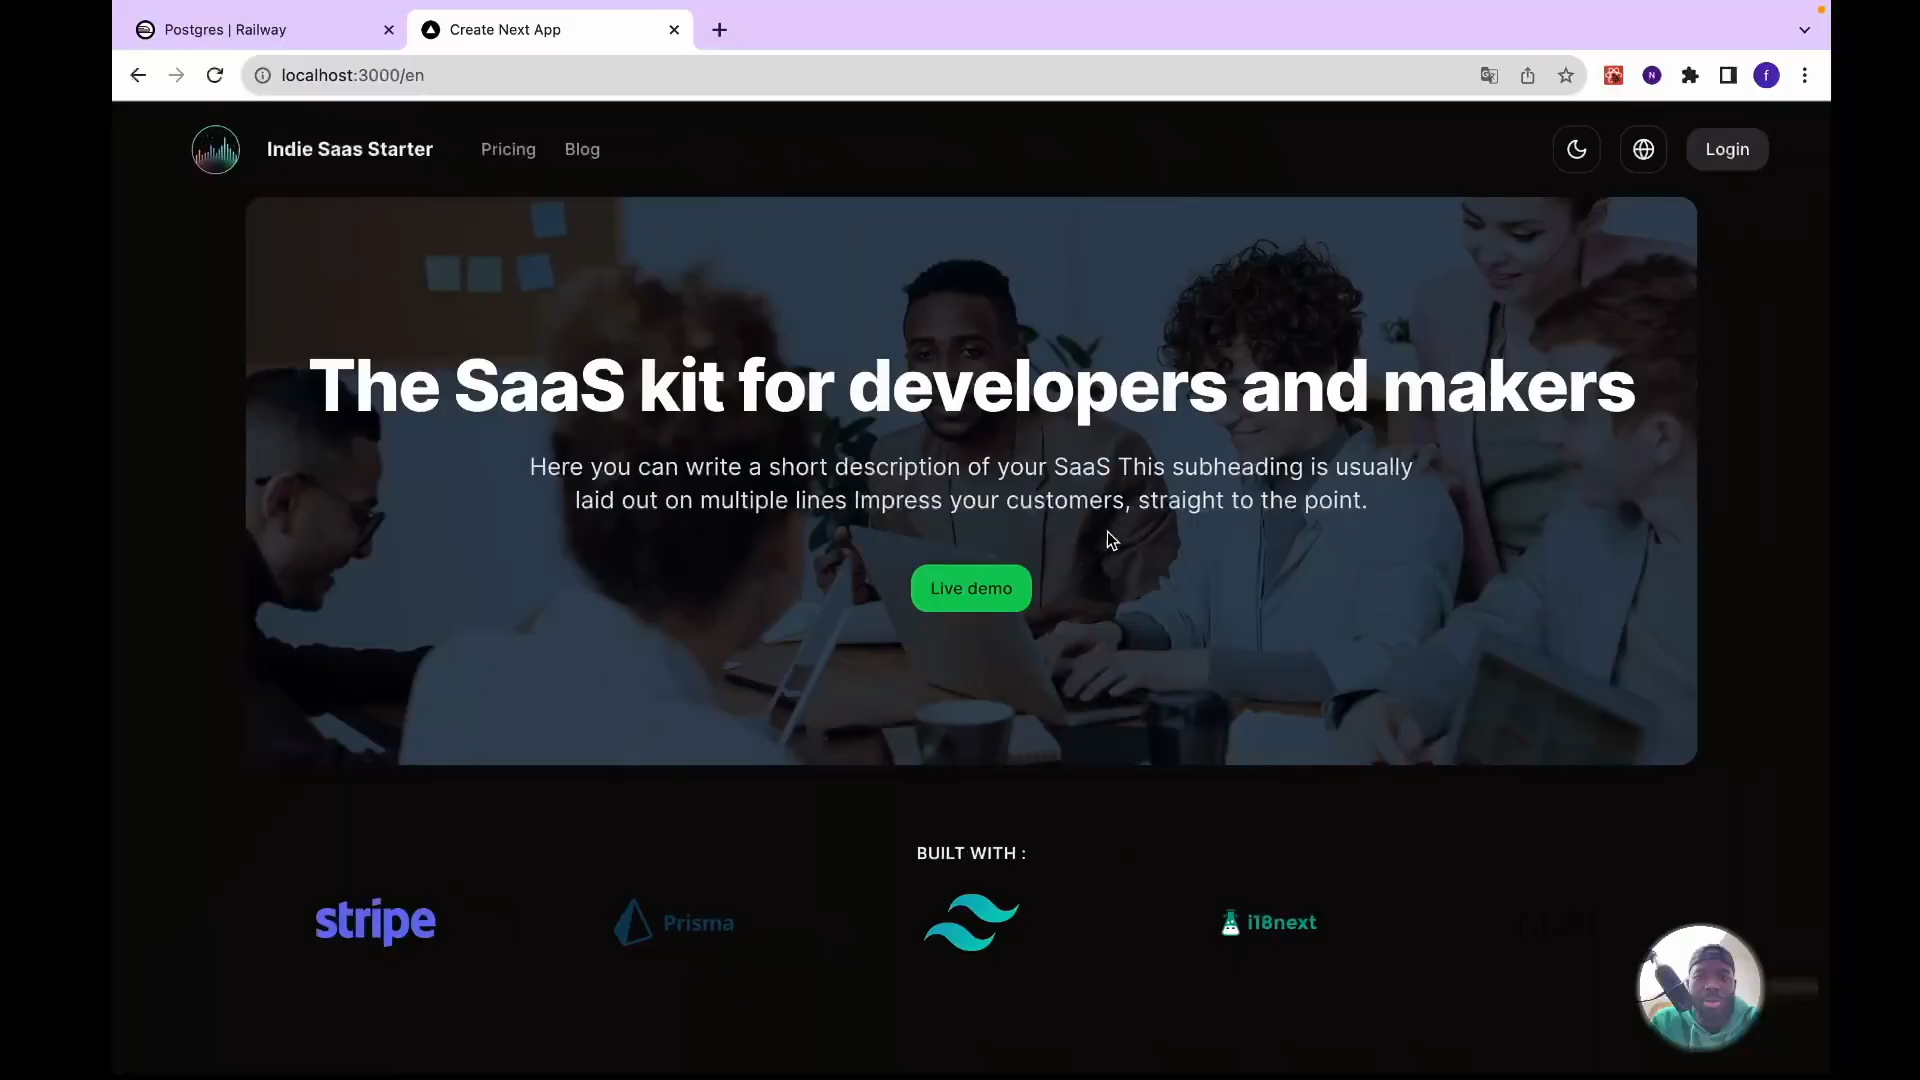 Postgres | Railway
Create Next App
localhost:3000/en
N
f
Indie Saas Starter
Pricing
Blog
Login
The SaaS kit for developers and makers
Here you can write a short description of your SaaS This subheading is usually
laid out on multiple lines Impress your customers, straight to the point.
Live demo
BUILT WITH :
stripe
Prisma
i18next